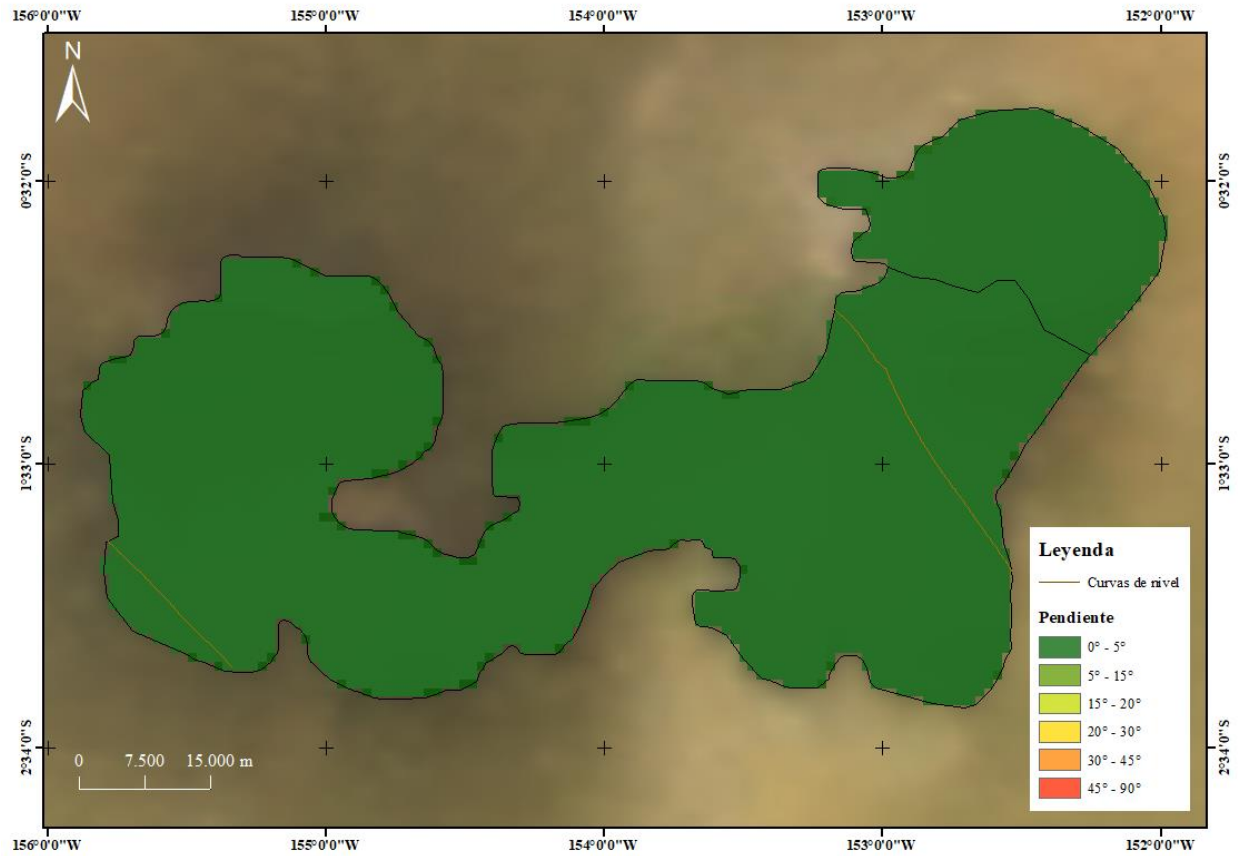 156°0'0"W 155°0'0"W 154°0'0"W 153°0'0"W 152°0'0"W
N
0°32'0"S 0°32'0"S
1°33'0"S 1°33'0"S
Leyenda
Curvas de nivel
Pendiente
0° - 5°
5° - 15°
15° - 20°
20° - 30°
30° - 45°
45° - 90°
2°34'0"S 2°34'0"S
0 7.500 15.000 m
156°0'0"W 155°0'0"W 154°0'0"W 153°0'0"W 152°0'0"W